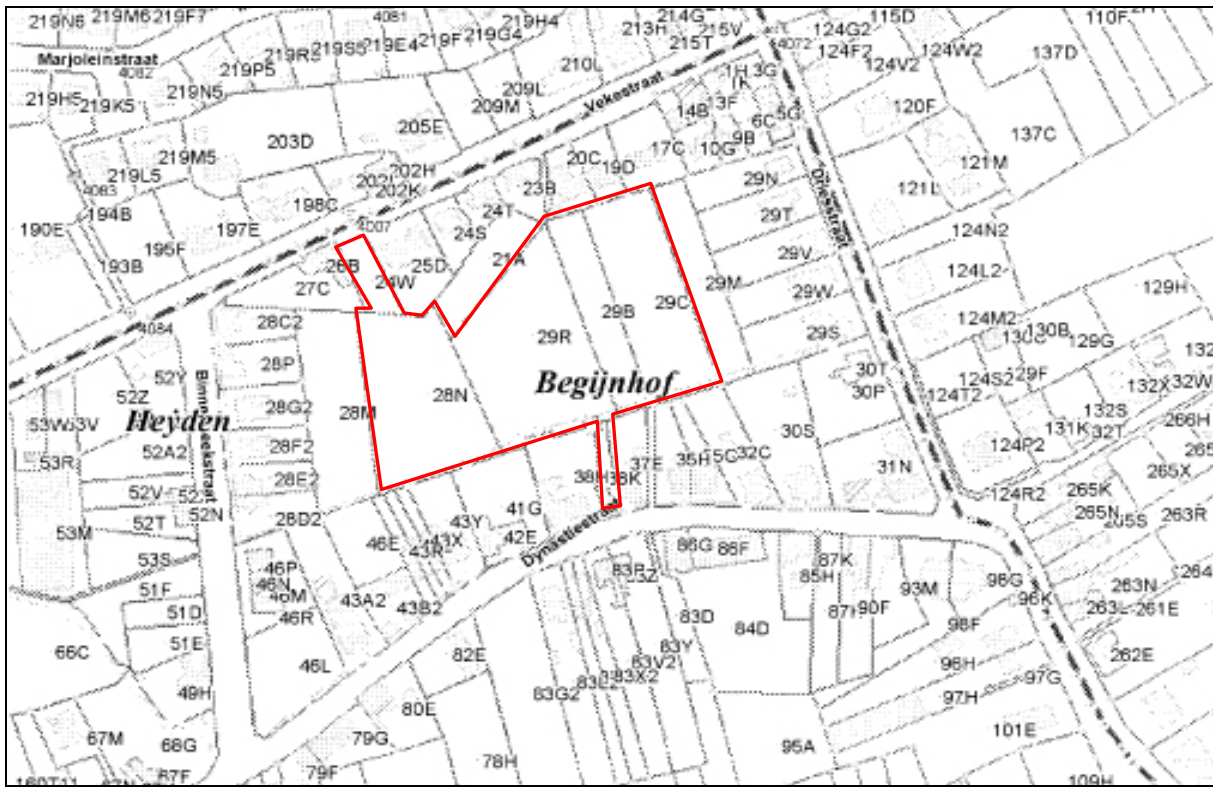 219N6 219M6 219F7 4081 219H4 214G 215V 115D 110F
219R3 219S5 219E4 219F 219G4 213H 215T 4072 124G2
Marjoleinstraat 124F2 124W2 137D
4082 219P5 210L 1H 3G 124V2
219H5 219K5 219N5 209L 1K
209M Vekestraat 14B 13F 120F
205E 6C 5G 137C
203D 9B
219M5 20C 17C 10G
202H 19D 121M
4083 219L5 202K 29N 121L
194B 198C 23B Driesstraat
190E 197E 4007 24T 29T 124N2
195F 24S
193B 26B 25D 21A 29V 124L2
27C 24W 29M 129H
29C 29W
4084 28C2 29B 124M2 130B
29R 29S 129G
28P 30T 129F
52Y 30P 124S2 132X 32W
Begijnhof
52Z 28G2 28M 28N 124T2 132S 266H
Heyden 131K 32T
53R 52A2 28F2 30S 124P2
52V 28E2 38H 37E 35H 32C 31N 265X
52N 38K 124R2 265K
52T 28D2 41G 265N 263R
53M 43Y
46E 43X 42E Dynastiestraat
53S 43R 86G 86F 87K
51F 46P 85H 98G 263N
46N 93M 96K
46M 43A2 43B2 90F 261E
51D 46R 83D 98F
51E 84D 262E
66C 46L 82E 83Y 96H
49H 83V2 97G
83G2 83X2 97H
80E
67M 68G 79G 101E
78H 95A
67F 79F 109H